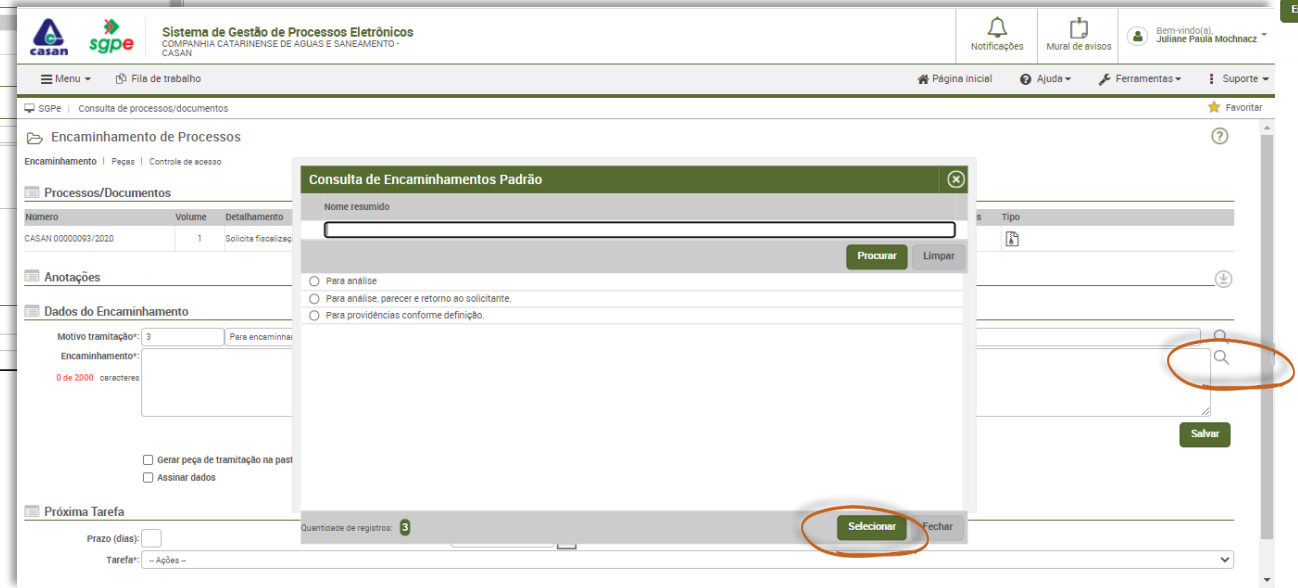 casan
sgpe
Sistema de Gestão de Processos Eletrônicos
COMPANHIA CATARINENSE DE AGUAS E SANEAMENTO -
CASAN
Notificações
Mural de avisos
Bem-vindo(a),
Juliane Paula Mochnacz
Menu
Fila de trabalho
Página inicial
Ajuda
Ferramentas
Suporte
SGPe | Consulta de processos/documentos
Favoritar
Encaminhamento de Processos
Encaminhamento | Peças | Controle de acesso
Processos/Documentos
Número Volume Detalhamento Tipo
CASAN 00000093/2020 1 Solicita fiscalizaç
Anotações
Dados do Encaminhamento
Motivo tramitação*: 3 Para encaminha
Encaminhamento*:
0 de 2000 caracteres
Salvar
Gerar peça de tramitação na past
Assinar dados
Próxima Tarefa
Prazo (dias):
Tarefa*: -- Ações --
Consulta de Encaminhamentos Padrão
Nome resumido
Procurar Limpar
Para análise
Para análise, parecer e retorno ao solicitante.
Para providências conforme definição.
Quantidade de registros: 3
Selecionar Fechar